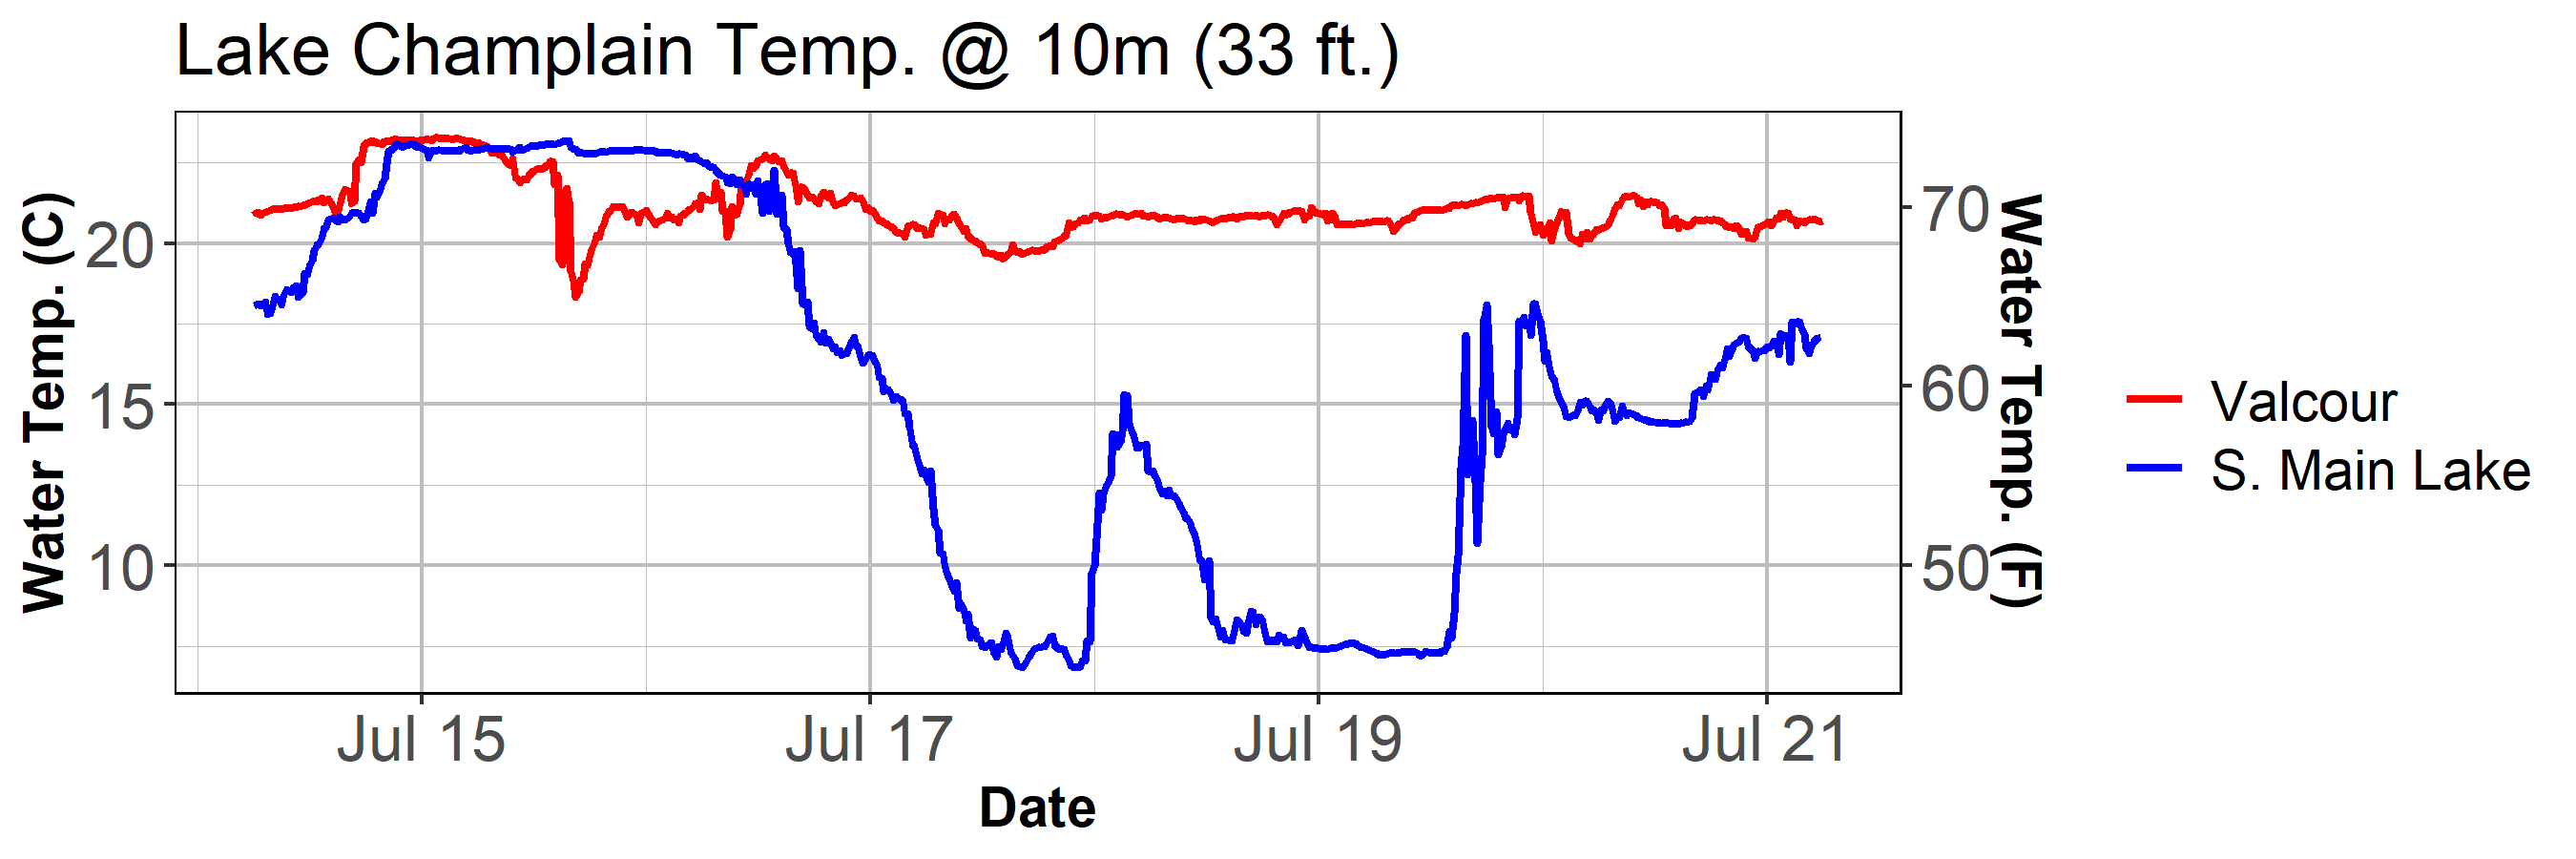 Lake Champlain Temp. @ 10m (33 ft.)
Water Temp. (C)
20
15
10
70
60
50
Water Temp. (F)
Valcour
S. Main Lake
Jul 15
Jul 17
Jul 19
Jul 21
Date